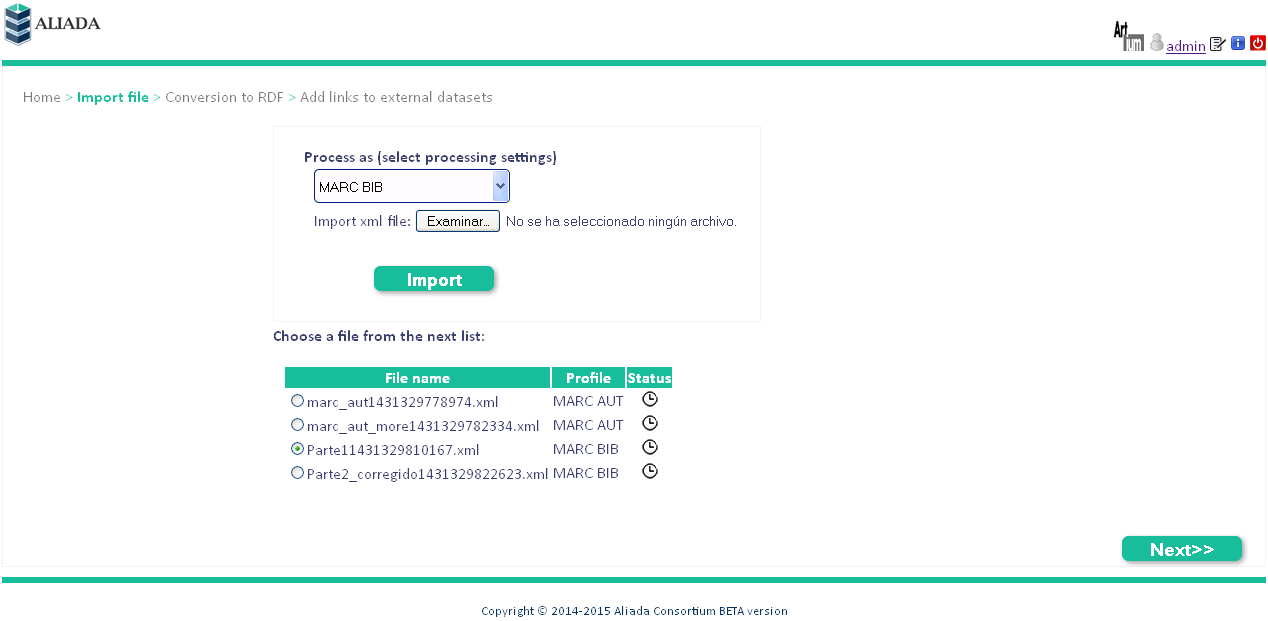 ALIADA
Art
ium
admin
Home > Import file > Conversion to RDF > Add links to external datasets
Process as (select processing settings)
MARC BIB
Import xml file: Examinar... No se ha seleccionado ningún archivo.
Import
Choose a file from the next list:
File name Profile Status
marc_aut1431329778974.xml MARC AUT
marc_aut_more1431329782334.xml MARC AUT
Parte11431329810167.xml MARC BIB
Parte2_corregido1431329822623.xml MARC BIB
Next>>
Copyright © 2014-2015 Aliada Consortium BETA version